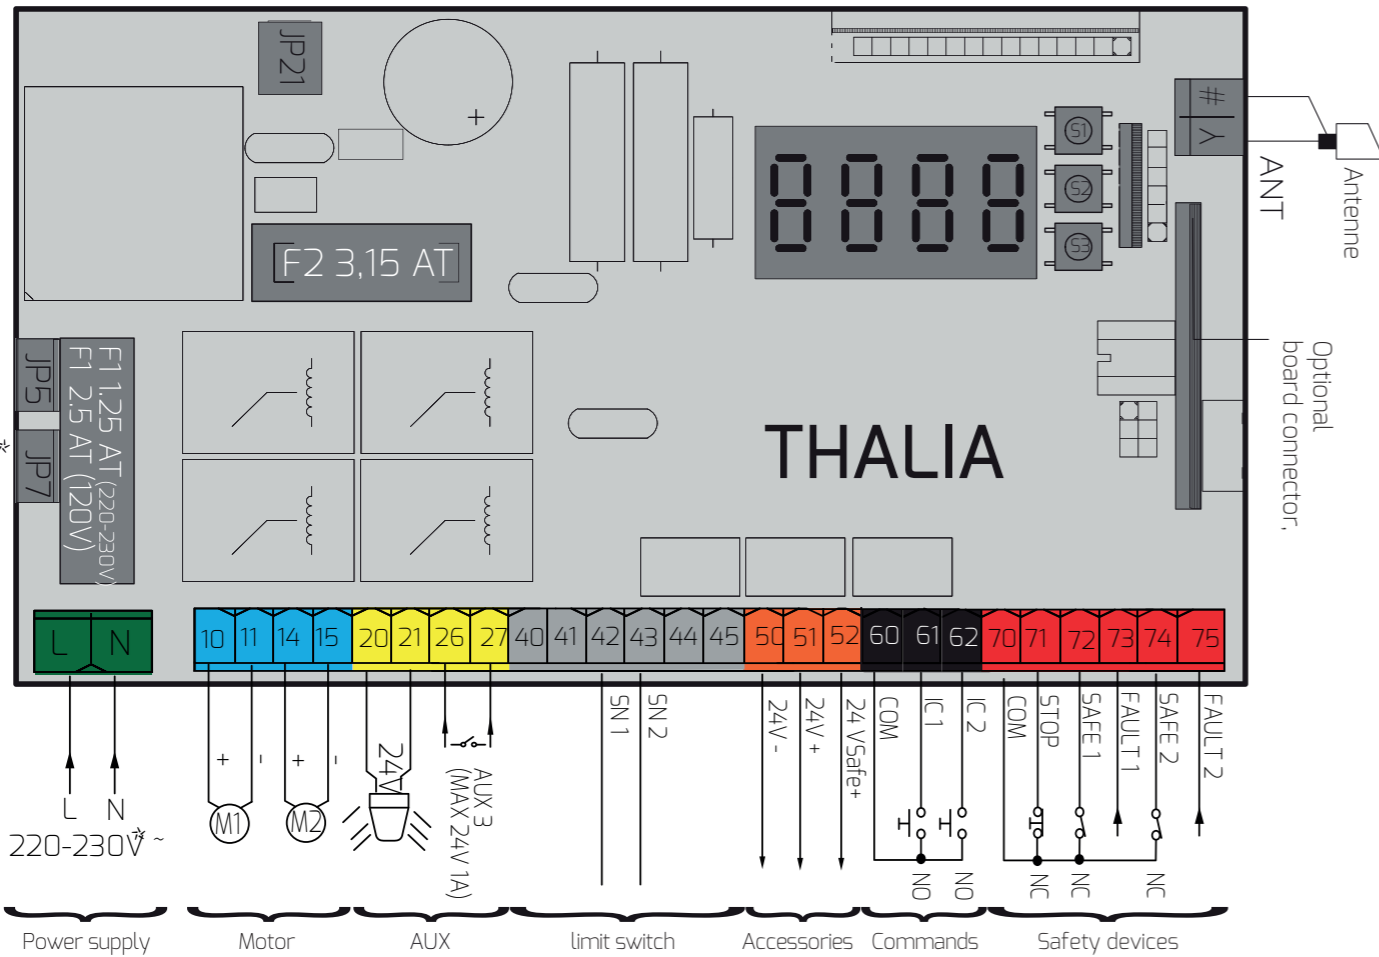 JP21
+
S1
S2
S3
#
Y
ANT
Antenne
F2 3,15 AT
Optional
board connector,
JP5
JP7
*
F1 1.25 AT (220-230V)
F1 2.5 AT (120V)
THALIA
L N
10 11 14 15 20 21 26 27 40 41 42 43 44 45 50 51 52 60 61 62 70 71 72 73 74 75
L N
220-230V* ~
+ - + -
M1 M2
24V
AUX 3
(MAX 24V 1A)
SN 1
SN 2
24V -
24V +
24 VSafe+
COM
IC 1
IC 2
NO
NO
COM
STOP
SAFE 1
FAULT 1
SAFE 2
FAULT 2
NC
NC
NC
Power supply
Motor
AUX
limit switch
Accessories
Commands
Safety devices